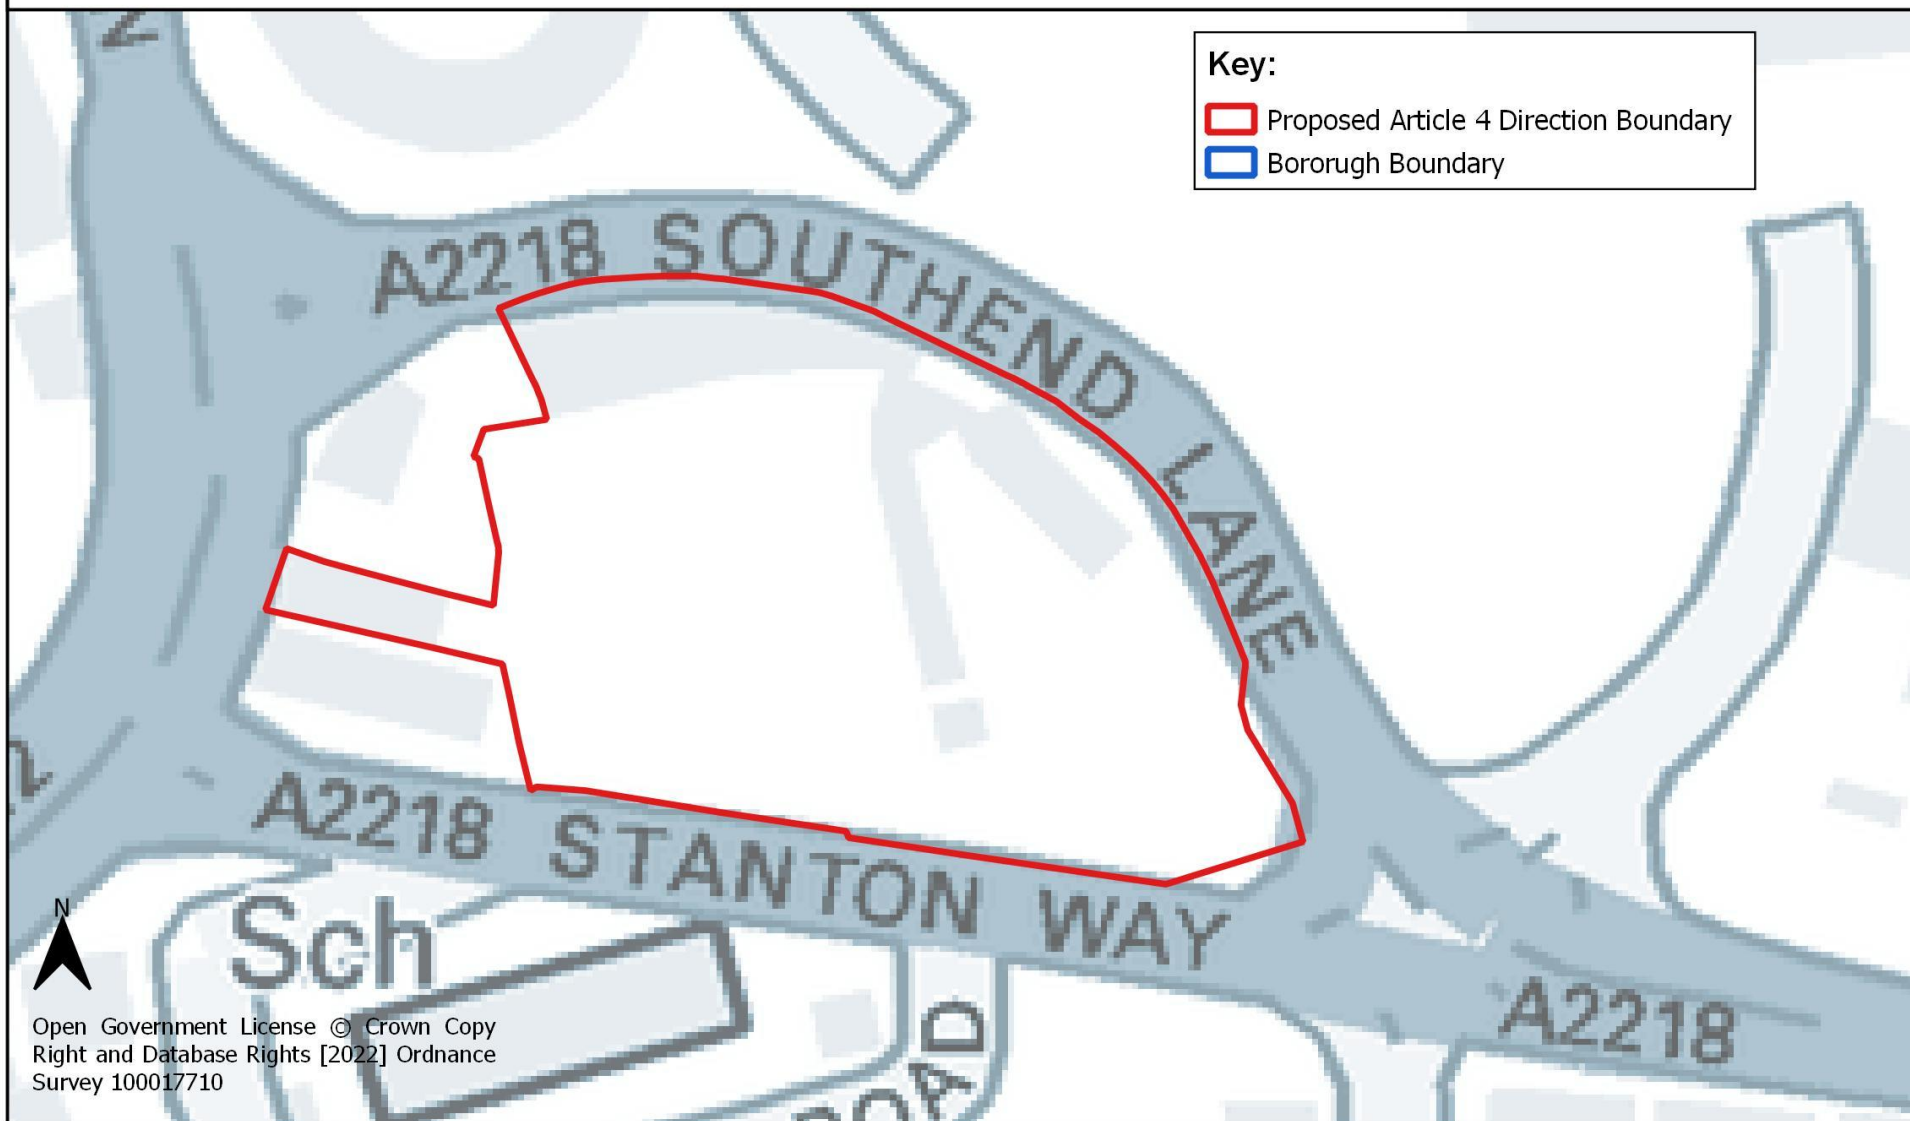 Key:
Proposed Article 4 Direction Boundary
Bororugh Boundary
A2218 SOUTHEND LANE
A2218 STANTON WAY
A2218
Sch
N
Open Government License © Crown Copy
Right and Database Rights [2022] Ordnance
Survey 100017710